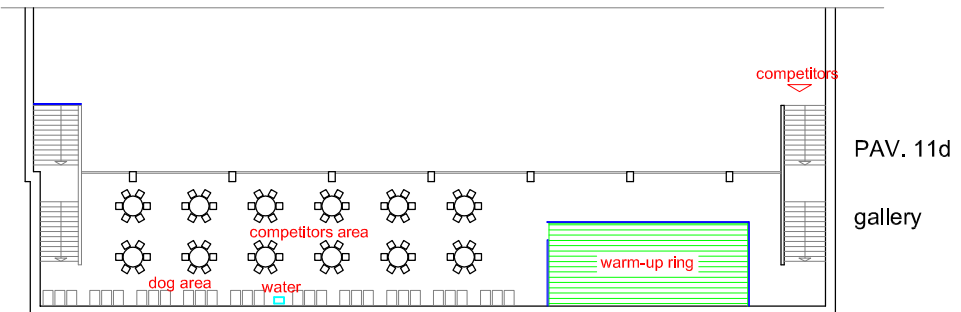 competitors
PAV. 11d
gallery
competitors area
warm-up ring
dog area
water